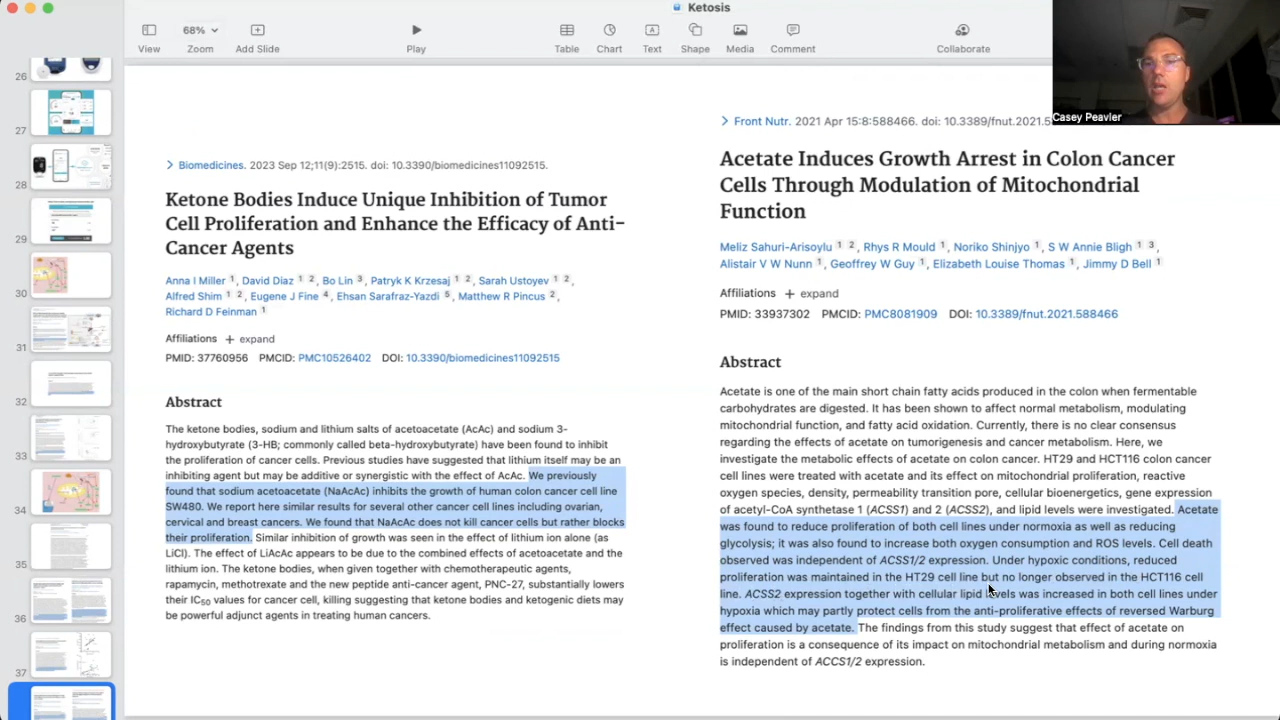 Ketosis
68%
View
Zoom
Add Slide
Play
Table
Chart
Text
Shape
Media
Comment
Collaborate
Casey Peavler
26
27
28
29
30
31
32
33
34
35
36
37
Biomedicines. 2023 Sep 12;11(9):2515. doi: 10.3390/biomedicines11092515.
Ketone Bodies Induce Unique Inhibition of Tumor
Cell Proliferation and Enhance the Efficacy of Anti-
Cancer Agents
Anna I Miller 1, David Diaz 1 2, Bo Lin 3, Patryk K Krzesaj 1 2, Sarah Ustoyev 1 2,
Alfred Shim 1 2, Eugene J Fine 4, Ehsan Sarafraz-Yazdi 5, Matthew R Pincus 2,
Richard D Feinman 1
Affiliations + expand
PMID: 37760956 PMCID: PMC10526402 DOI: 10.3390/biomedicines11092515
Abstract
The ketone bodies, sodium and lithium salts of acetoacetate (AcAc) and sodium 3-
hydroxybutyrate (3-HB; commonly called beta-hydroxybutyrate) have been found to inhibit
the proliferation of cancer cells. Previous studies have suggested that lithium itself may be an
inhibiting agent but may be additive or synergistic with the effect of AcAc. We previously
found that sodium acetoacetate (NaAcAc) inhibits the growth of human colon cancer cell line
SW480. We report here similar results for several other cancer cell lines including ovarian,
cervical and breast cancers. We found that NaAcAc does not kill cancer cells but rather blocks
their proliferation. Similar inhibition of growth was seen in the effect of lithium ion alone (as
LiCl). The effect of LiAcAc appears to be due to the combined effects of acetoacetate and the
lithium ion. The ketone bodies, when given together with chemotherapeutic agents,
rapamycin, methotrexate and the new peptide anti-cancer agent, PNC-27, substantially lowers
their IC50 values for cancer cell, killing suggesting that ketone bodies and ketogenic diets may
be powerful adjunct agents in treating human cancers.
Front Nutr. 2021 Apr 15:8:588466. doi: 10.3389/fnut.2021.5
Acetate Induces Growth Arrest in Colon Cancer
Cells Through Modulation of Mitochondrial
Function
Meliz Sahuri-Arisoylu 1 2, Rhys R Mould 1, Noriko Shinjyo 1, S W Annie Bligh 1 3,
Alistair V W Nunn 1, Geoffrey W Guy 1, Elizabeth Louise Thomas 1, Jimmy D Bell 1
Affiliations + expand
PMID: 33937302 PMCID: PMC8081909 DOI: 10.3389/fnut.2021.588466
Abstract
Acetate is one of the main short chain fatty acids produced in the colon when fermentable
carbohydrates are digested. It has been shown to affect normal metabolism, modulating
mitochondrial function, and fatty acid oxidation. Currently, there is no clear consensus
regarding the effects of acetate on tumorigenesis and cancer metabolism. Here, we
investigate the metabolic effects of acetate on colon cancer. HT29 and HCT116 colon cancer
cell lines were treated with acetate and its effect on mitochondrial proliferation, reactive
oxygen species, density, permeability transition pore, cellular bioenergetics, gene expression
of acetyl-CoA synthetase 1 (ACSS1) and 2 (ACSS2), and lipid levels were investigated. Acetate
was found to reduce proliferation of both cell lines under normoxia as well as reducing
glycolysis; it was also found to increase both oxygen consumption and ROS levels. Cell death
observed was independent of ACSS1/2 expression. Under hypoxic conditions, reduced
proliferation was maintained in the HT29 cell line but no longer observed in the HCT116 cell
line. ACSS2 expression together with cellular lipid levels was increased in both cell lines under
hypoxia which may partly protect cells from the anti-proliferative effects of reversed Warburg
effect caused by acetate. The findings from this study suggest that effect of acetate on
proliferation is a consequence of its impact on mitochondrial metabolism and during normoxia
is independent of ACCS1/2 expression.